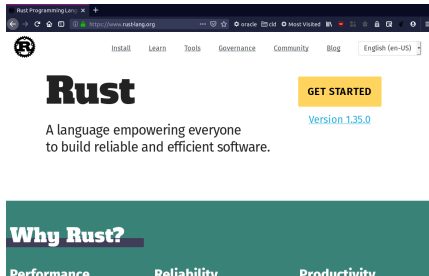 Rust Programming Lang
https://www.rust-lang.org
oracle
cld
Most Visited
Install
Learn
Tools
Governance
Community
Blog
English (en-US)
Rust
GET STARTED
Version 1.35.0
A language empowering everyone
to build reliable and efficient software.
Why Rust?
Performance
Reliability
Productivity